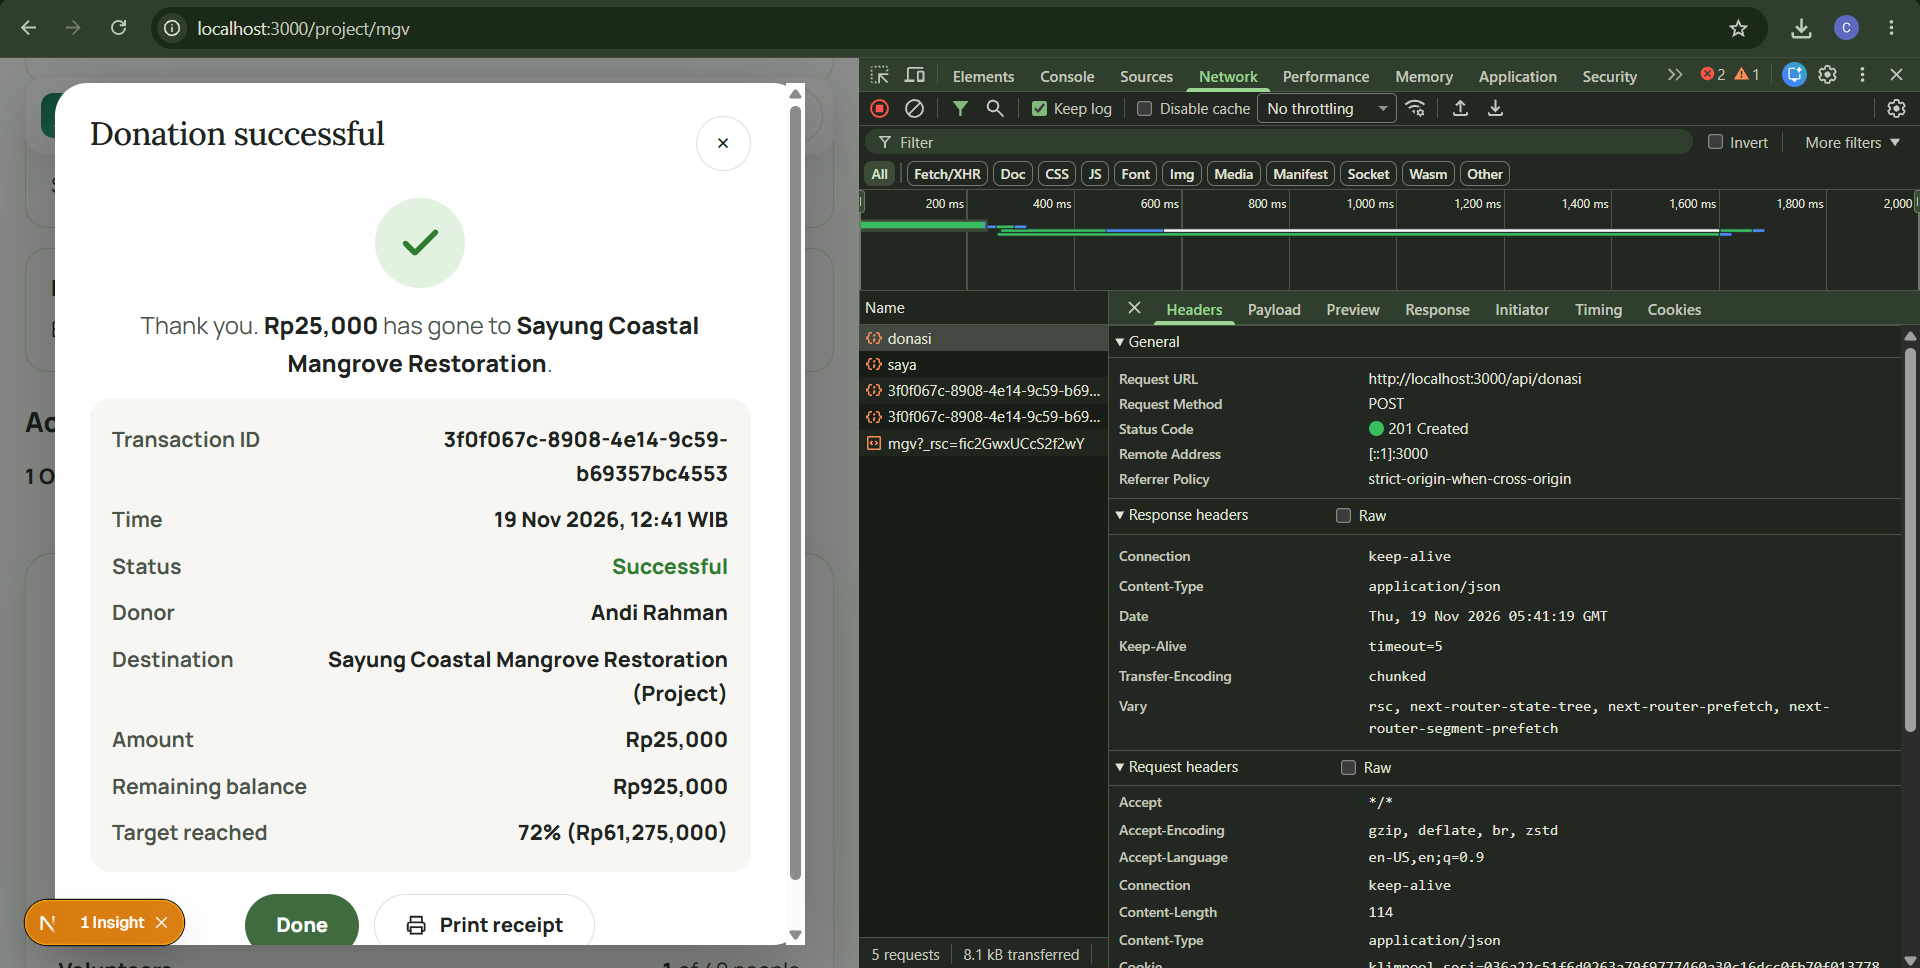 localhost:3000/project/mgv
C
Donation successful
Thank you. Rp25,000 has gone to Sayung Coastal
Mangrove Restoration.
Transaction ID
3f0f067c-8908-4e14-9c59-
b69357bc4553
Time
19 Nov 2026, 12:41 WIB
Status
Successful
Donor
Andi Rahman
Destination
Sayung Coastal Mangrove Restoration
(Project)
Amount
Rp25,000
Remaining balance
Rp925,000
Target reached
72% (Rp61,275,000)
Done
Print receipt
N
1 Insight
Elements
Console
Sources
Network
Performance
Memory
Application
Security
2
1
Keep log
Disable cache
No throttling
Filter
Invert
More filters
All
Fetch/XHR
Doc
CSS
JS
Font
Img
Media
Manifest
Socket
Wasm
Other
200 ms
400 ms
600 ms
800 ms
1,000 ms
1,200 ms
1,400 ms
1,600 ms
1,800 ms
2,000
Name
donasi
saya
3f0f067c-8908-4e14-9c59-b69...
3f0f067c-8908-4e14-9c59-b69...
mgv?_rsc=fic2GwxUCcS2f2wY
5 requests
8.1 kB transferred
Headers
Payload
Preview
Response
Initiator
Timing
Cookies
General
Request URL
http://localhost:3000/api/donasi
Request Method
POST
Status Code
201 Created
Remote Address
[::1]:3000
Referrer Policy
strict-origin-when-cross-origin
Response headers
Raw
Connection
keep-alive
Content-Type
application/json
Date
Thu, 19 Nov 2026 05:41:19 GMT
Keep-Alive
timeout=5
Transfer-Encoding
chunked
Vary
rsc, next-router-state-tree, next-router-prefetch, next-
router-segment-prefetch
Request headers
Raw
Accept
*/*
Accept-Encoding
gzip, deflate, br, zstd
Accept-Language
en-US,en;q=0.9
Connection
keep-alive
Content-Length
114
Content-Type
application/json
Cookie